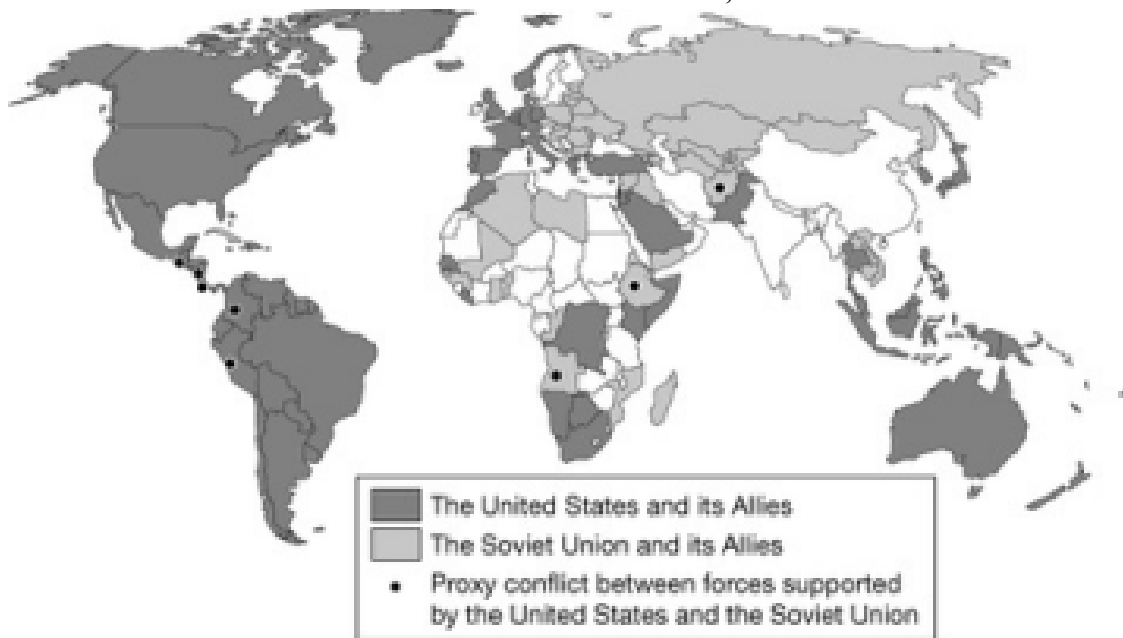 The United States and its Allies
The Soviet Union and its Allies
Proxy conflict between forces supported
by the United States and the Soviet Union